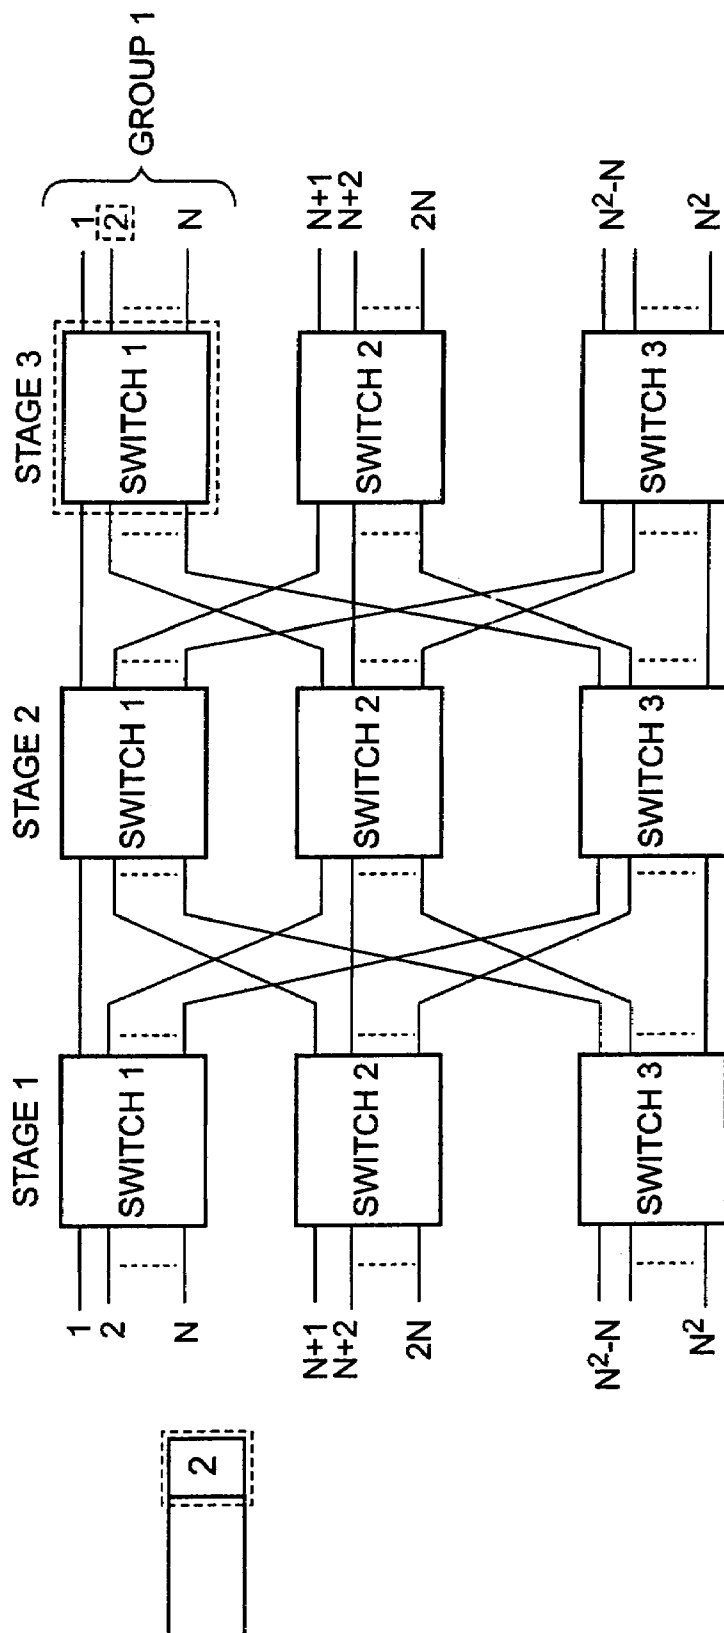 STAGE 1
STAGE 2
STAGE 3
GROUP 1
2
1
2
N
SWITCH 1
SWITCH 1
SWITCH 1
1
2
N
N+1
N+2
2N
SWITCH 2
SWITCH 2
SWITCH 2
N+1
N+2
2N
N²-N
N²
SWITCH 3
SWITCH 3
SWITCH 3
N²-N
N²